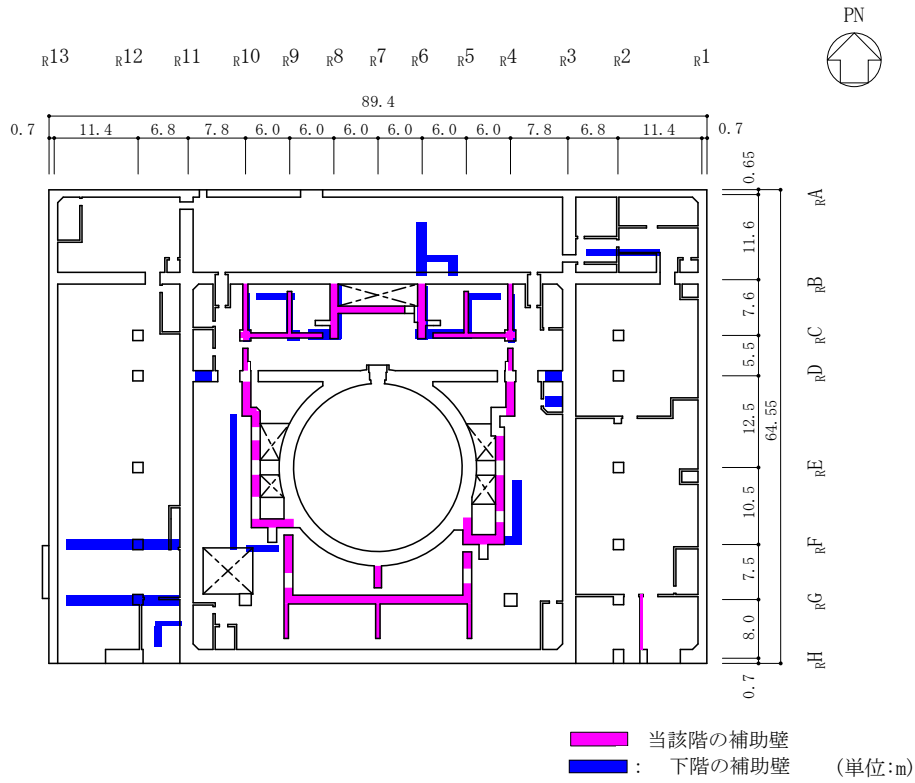 PN
R13 R12 R11 R10 R9 R8 R7 R6 R5 R4 R3 R2 R1
89.4
0.7 11.4 6.8 7.8 6.0 6.0 6.0 6.0 6.0 6.0 7.8 6.8 11.4 0.7
0.65
RA
11.6
RB
7.6
RC
5.5
RD
12.5
64.55
RE
10.5
RF
7.5
RG
8.0
RH
0.7
当該階の補助壁
: 下階の補助壁 (単位:m)